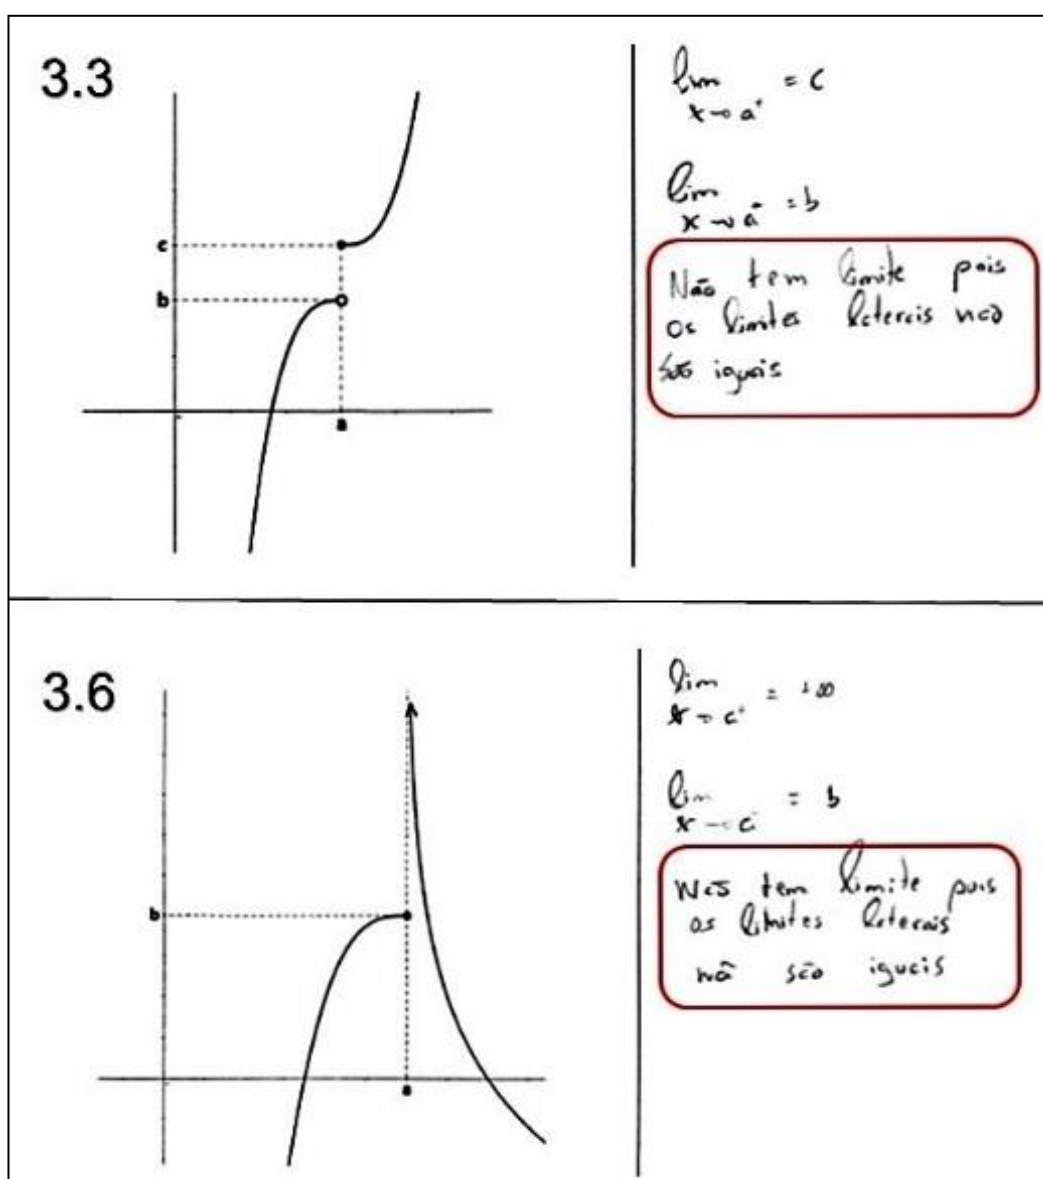 3.3
lim = c
x→a⁺
lim = b
x→a⁻
c
b
a
Não tem limite pois
os limites laterais não
são iguais
3.6
lim = +∞
x→c⁺
lim = b
x→c⁻
b
a
Não tem limite pois
os limites laterais
nã são iguais